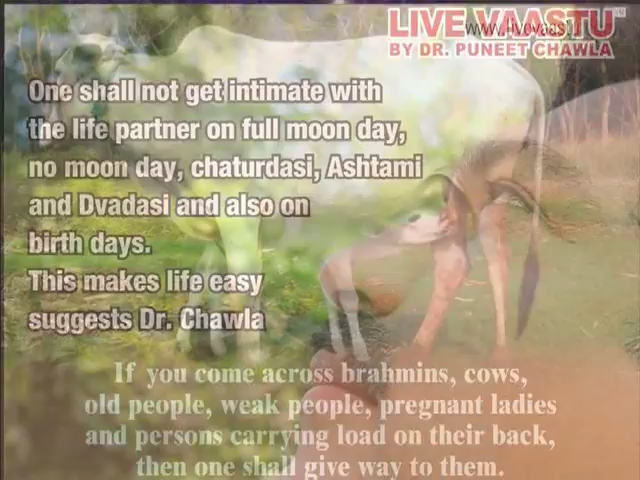 LIVE VAASTU
BY DR. PUNEET CHAWLA
One shall not get intimate with
the life partner on full moon day,
no moon day, chaturdasi, Ashtami
and Dvadasi and also on
birth days.
This makes life easy
suggests Dr. Chawla
If you come across brahmins, cows,
old people, weak people, pregnant ladies
and persons carrying load on their back,
then one shall give way to them.